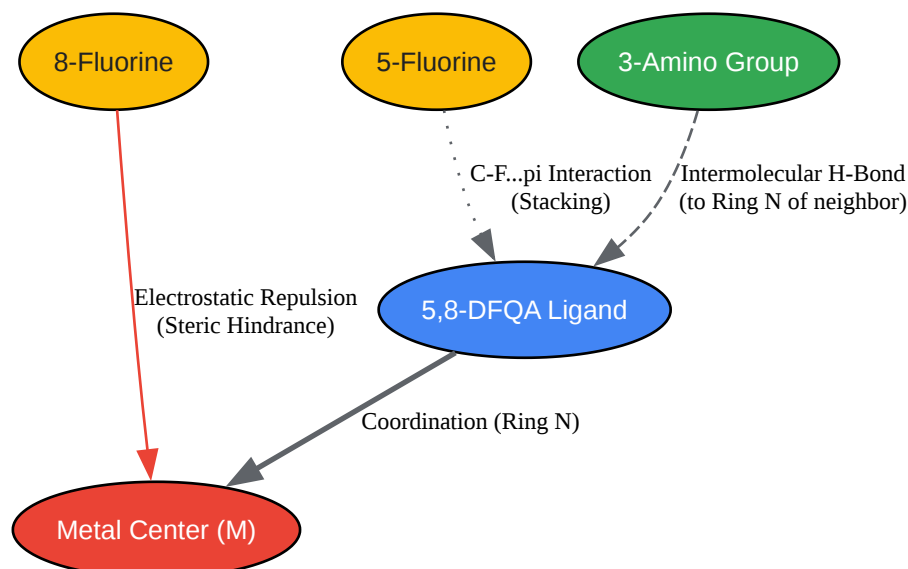 8-Fluorine
5-Fluorine
3-Amino Group
C-F...pi Interaction
(Stacking)
Intermolecular H-Bond
(to Ring N of neighbor)
Electrostatic Repulsion
(Steric Hindrance)
5,8-DFQA Ligand
Coordination (Ring N)
Metal Center (M)